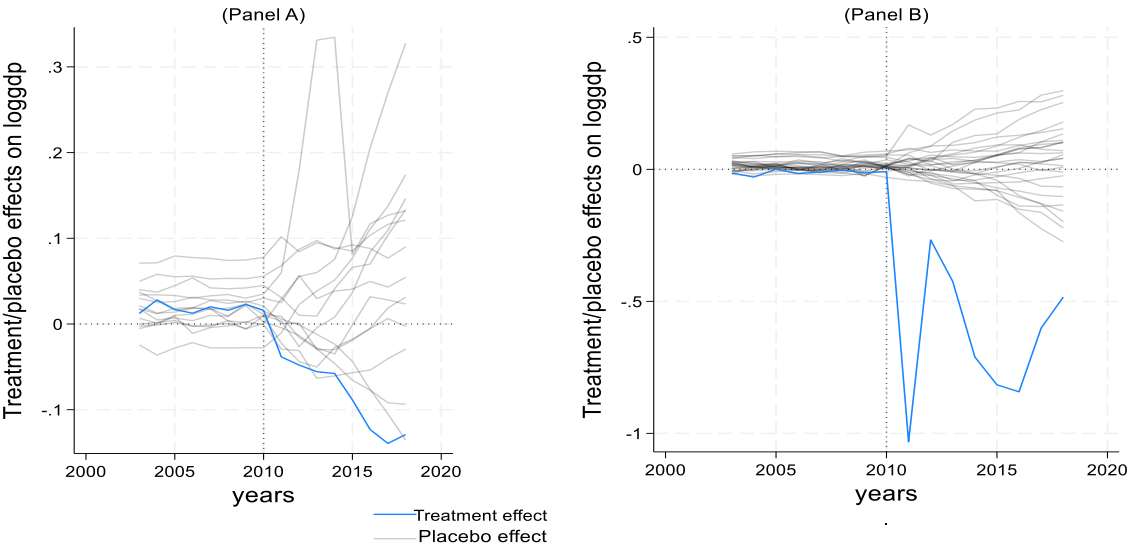 (Panel A)
Treatment/placebo effects on loggdp
.3
.2
.1
0
-.1
2000 2005 2010 2015 2020
years
Treatment effect
Placebo effect
(Panel B)
Treatment/placebo effects on loggdp
.5
0
-.5
-1
2000 2005 2010 2015 2020
years
.